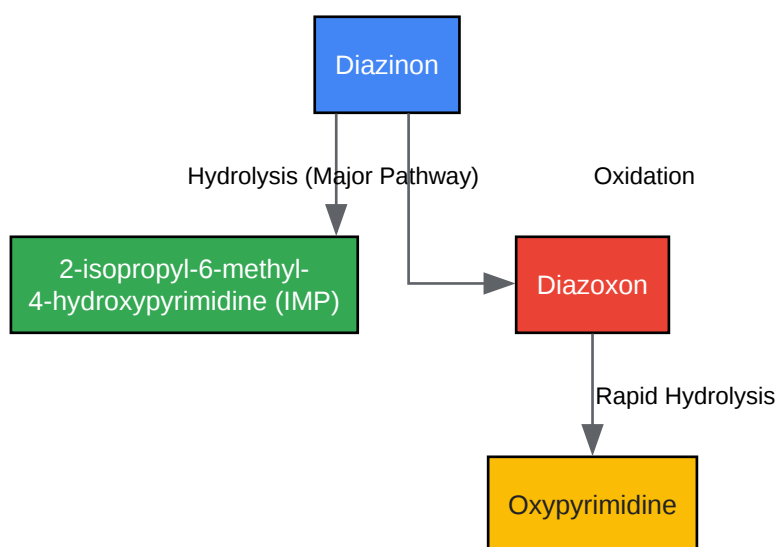 Diazinon
Hydrolysis (Major Pathway)
Oxidation
2-isopropyl-6-methyl-
4-hydroxypyrimidine (IMP)
Diazoxon
Rapid Hydrolysis
Oxypyrimidine